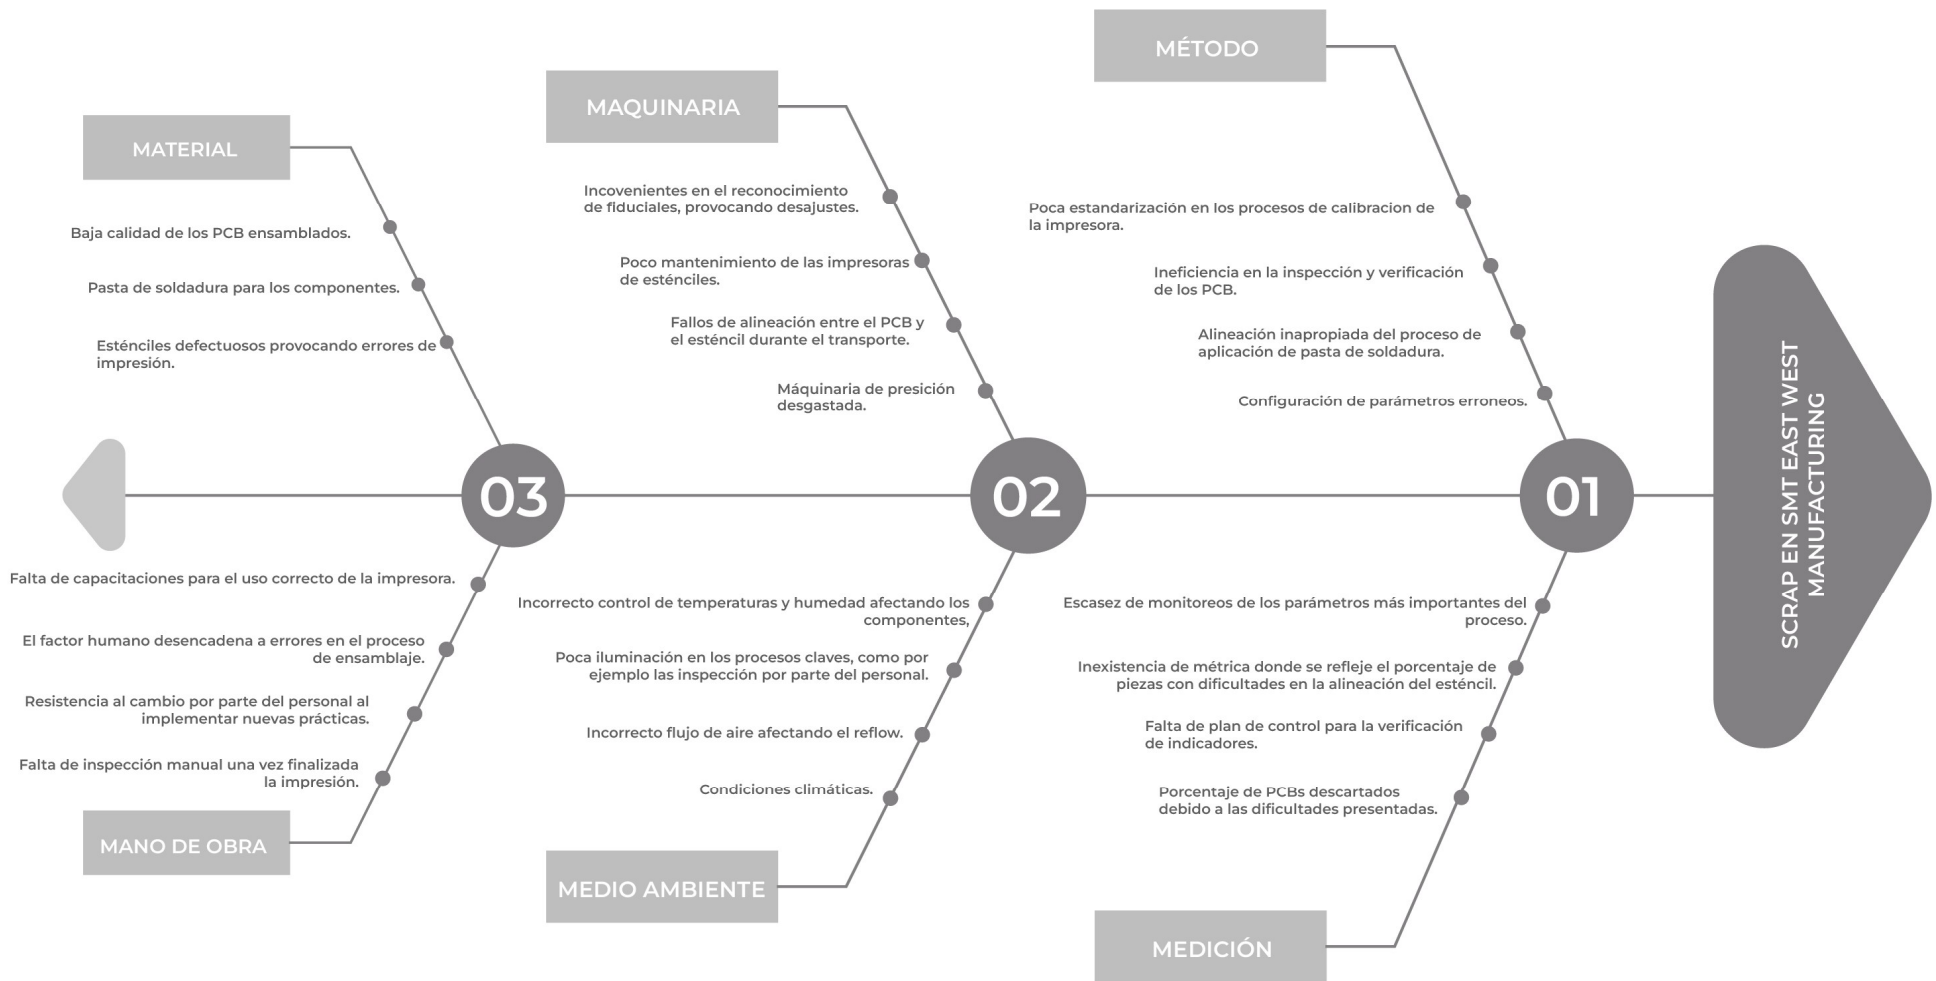 MÉTODO
MAQUINARIA
MATERIAL
Incovenientes en el reconocimiento
de fiduciales, provocando desajustes.
Poca estandarización en los procesos de calibracion de
la impresora.
Baja calidad de los PCB ensamblados.
Poco mantenimiento de las impresoras
de esténciles.
Ineficiencia en la inspección y verificación
de los PCB.
Pasta de soldadura para los componentes.
Fallos de alineación entre el PCB y
el esténcil durante el transporte.
Alineación inapropiada del proceso de
aplicación de pasta de soldadura.
Esténciles defectuosos provocando errores de
impresión.
Máquinaria de presición
desgastada.
Configuración de parámetros erroneos.
03
02
01
SCRAP EN SMT EAST WEST
MANUFACTURING
Falta de capacitaciones para el uso correcto de la impresora.
Incorrecto control de temperaturas y humedad afectando los
componentes,
Escasez de monitoreos de los parámetros más importantes del
proceso.
El factor humano desencadena a errores en el proceso
de ensamblaje.
Poca iluminación en los procesos claves, como por
ejemplo las inspección por parte del personal.
Inexistencia de métrica donde se refleje el porcentaje de
piezas con dificultades en la alineación del esténcil.
Resistencia al cambio por parte del personal al
implementar nuevas prácticas.
Incorrecto flujo de aire afectando el reflow.
Falta de plan de control para la verificación
de indicadores.
Falta de inspección manual una vez finalizada
la impresión.
Condiciones climáticas.
Porcentaje de PCBs descartados
debido a las dificultades presentadas.
MANO DE OBRA
MEDIO AMBIENTE
MEDICIÓN